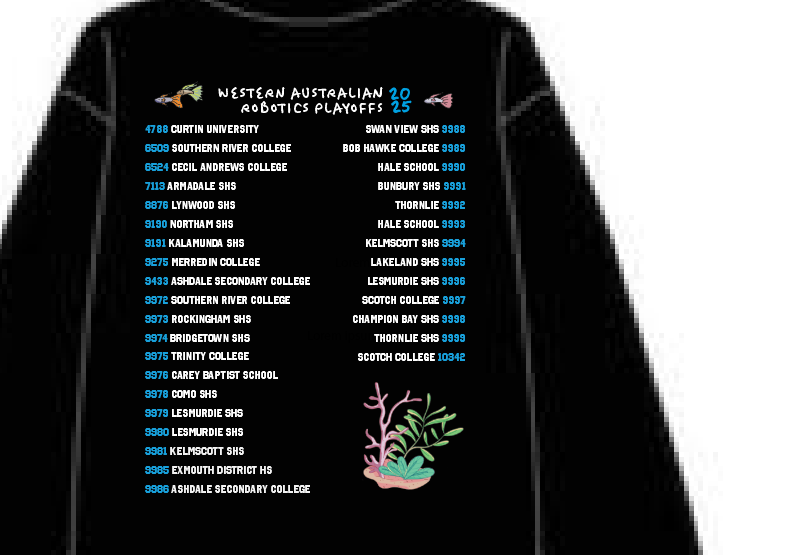 WESTERN AUSTRALIAN 20
ROBOTICS PLAYOFFS 25
4788 CURTIN UNIVERSITY
6509 SOUTHERN RIVER COLLEGE
6524 CECIL ANDREWS COLLEGE
7113 ARMADALE SHS
8876 LYNWOOD SHS
9190 NORTHAM SHS
9191 KALAMUNDA SHS
9275 MERREDIN COLLEGE
9433 ASHDALE SECONDARY COLLEGE
9972 SOUTHERN RIVER COLLEGE
9973 ROCKINGHAM SHS
9974 BRIDGETOWN SHS
9975 TRINITY COLLEGE
9976 CAREY BAPTIST SCHOOL
9978 COMO SHS
9979 LESMURDIE SHS
9980 LESMURDIE SHS
9981 KELMSCOTT SHS
9985 EXMOUTH DISTRICT HS
9986 ASHDALE SECONDARY COLLEGE
SWAN VIEW SHS 9988
BOB HAWKE COLLEGE 9989
HALE SCHOOL 9990
BUNBURY SHS 9991
THORNLIE 9992
HALE SCHOOL 9993
KELMSCOTT SHS 9994
LAKELAND SHS 9995
LESMURDIE SHS 9996
SCOTCH COLLEGE 9997
CHAMPION BAY SHS 9998
THORNLIE SHS 9999
SCOTCH COLLEGE 10342